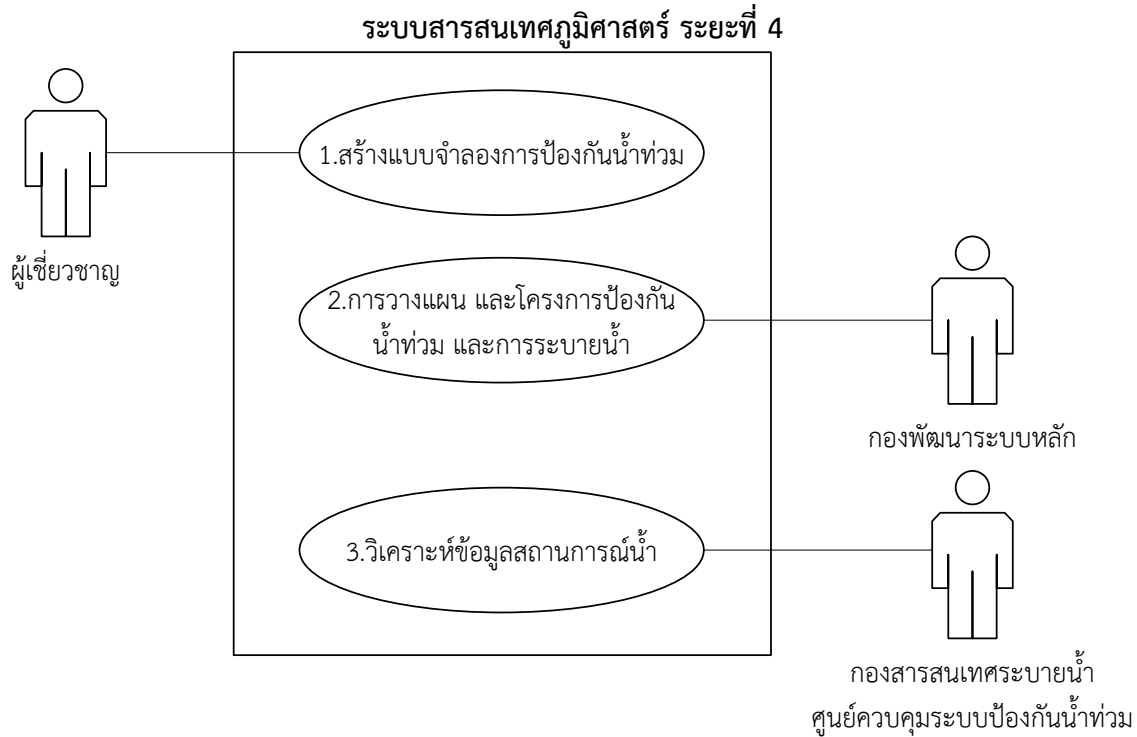 ระบบสารสนเทศภูมิศาสตร์ ระยะที่ 4
1.สร้างแบบจำลองการป้องกันน้ำท่วม
ผู้เชี่ยวชาญ
2.การวางแผน และโครงการป้องกัน
น้ำท่วม และการระบายน้ำ
กองพัฒนาระบบหลัก
3.วิเคราะห์ข้อมูลสถานการณ์น้ำ
กองสารสนเทศระบายน้ำ
ศูนย์ควบคุมระบบป้องกันน้ำท่วม